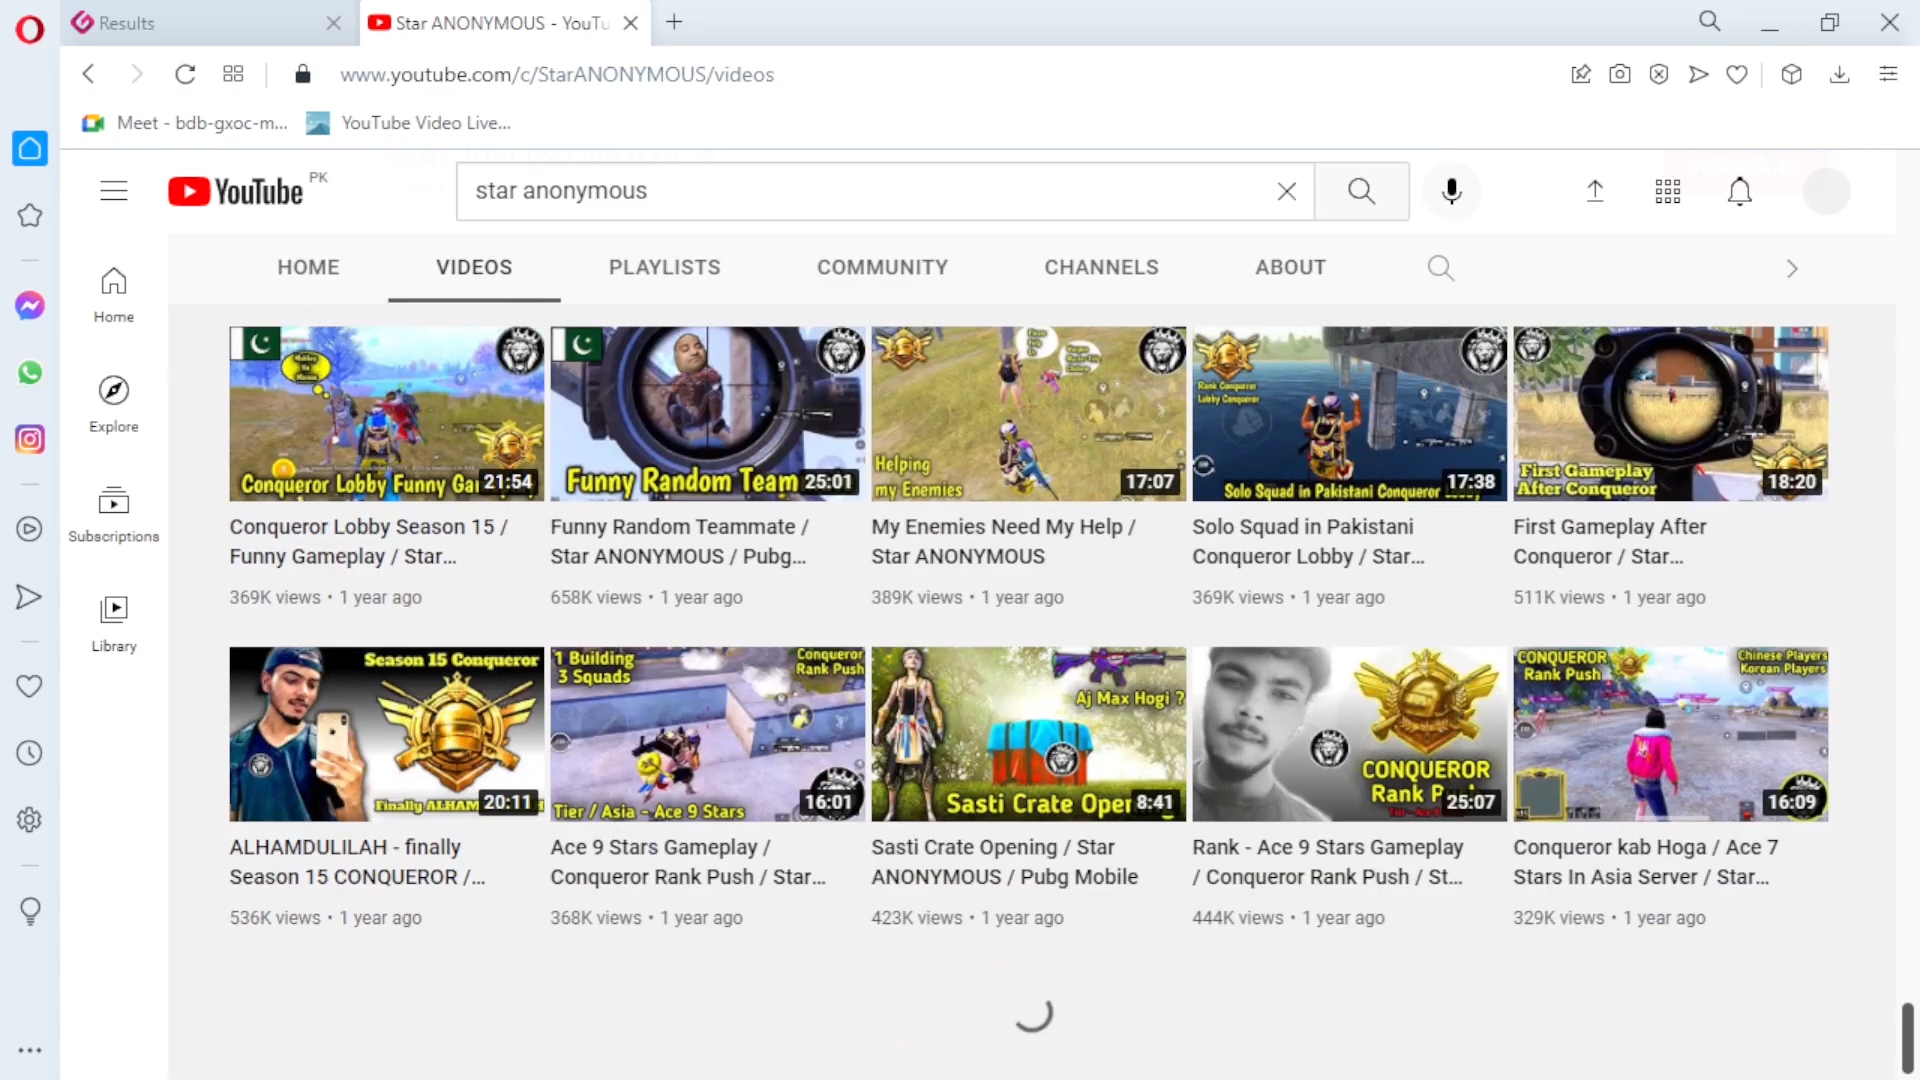 Results
Star ANONYMOUS - YouTu
www.youtube.com/c/StarANONYMOUS/videos
Meet - bdb-gxoc-m...
YouTube Video Live...
YouTube PK
star anonymous
HOME
VIDEOS
PLAYLISTS
COMMUNITY
CHANNELS
ABOUT
Home
Explore
Subscriptions
Library
Conqueror Lobby Funny Ga
21:54
Funny Random Team
25:01
Helping
my Enemies
17:07
Rank Conqueror
Lobby Conqueror
Solo Squad in Pakistani Conqueror
17:38
First Gameplay
After Conqueror
18:20
Conqueror Lobby Season 15 /
Funny Gameplay / Star...
369K views • 1 year ago
Funny Random Teammate /
Star ANONYMOUS / Pubg...
658K views • 1 year ago
My Enemies Need My Help /
Star ANONYMOUS
389K views • 1 year ago
Solo Squad in Pakistani
Conqueror Lobby / Star...
369K views • 1 year ago
First Gameplay After
Conqueror / Star...
511K views • 1 year ago
Season 15 Conqueror
Finally ALHAM
20:11
1 Building
3 Squads
Conqueror
Rank Push
Tier / Asia - Ace 9 Stars
16:01
Aj Max Hogi ?
Sasti Crate Oper
8:41
CONQUEROR
Rank P
25:07
CONQUEROR
Rank Push
Chinese Players
Korean Players
16:09
ALHAMDULILAH - finally
Season 15 CONQUEROR /...
536K views • 1 year ago
Ace 9 Stars Gameplay /
Conqueror Rank Push / Star...
368K views • 1 year ago
Sasti Crate Opening / Star
ANONYMOUS / Pubg Mobile
423K views • 1 year ago
Rank - Ace 9 Stars Gameplay
/ Conqueror Rank Push / St...
444K views • 1 year ago
Conqueror kab Hoga / Ace 7
Stars In Asia Server / Star...
329K views • 1 year ago